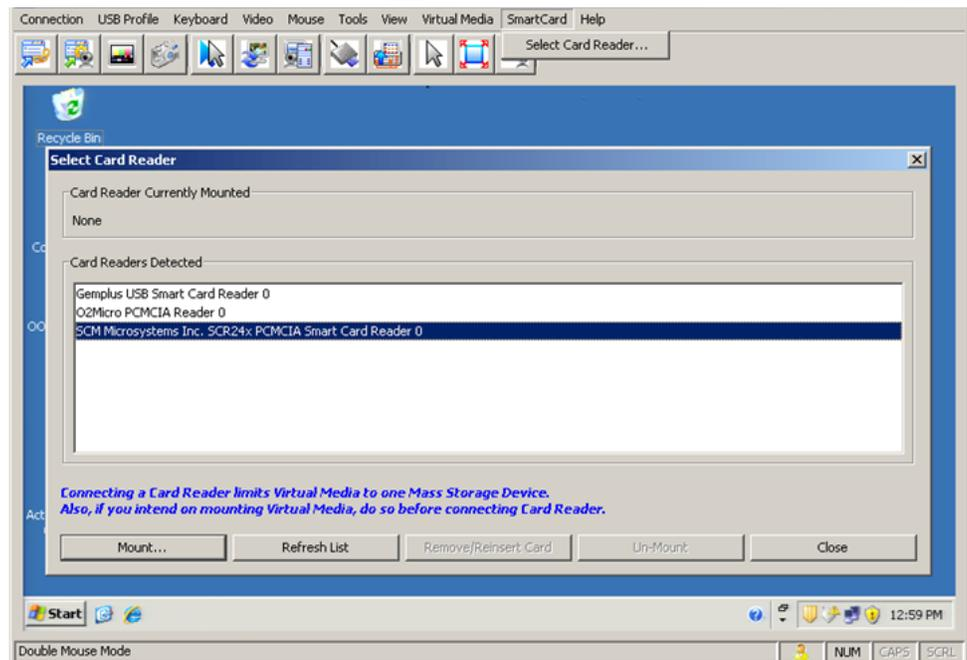 Connection USB Profile Keyboard Video Mouse Tools View Virtual Media SmartCard Help
Select Card Reader...
Recycle Bin
Select Card Reader
Card Reader Currently Mounted
None
Co
Card Readers Detected
Gemplus USB Smart Card Reader 0
O2Micro PCMCIA Reader 0
OO
SCM Microsystems Inc. SCR24x PCMCIA Smart Card Reader 0
Connecting a Card Reader limits Virtual Media to one Mass Storage Device.
Act
Also, if you intend on mounting Virtual Media, do so before connecting Card Reader.
Mount... Refresh List Remove/Reinsert Card Un-Mount Close
Start 12:59 PM
Double Mouse Mode NUM CAPS SCRL